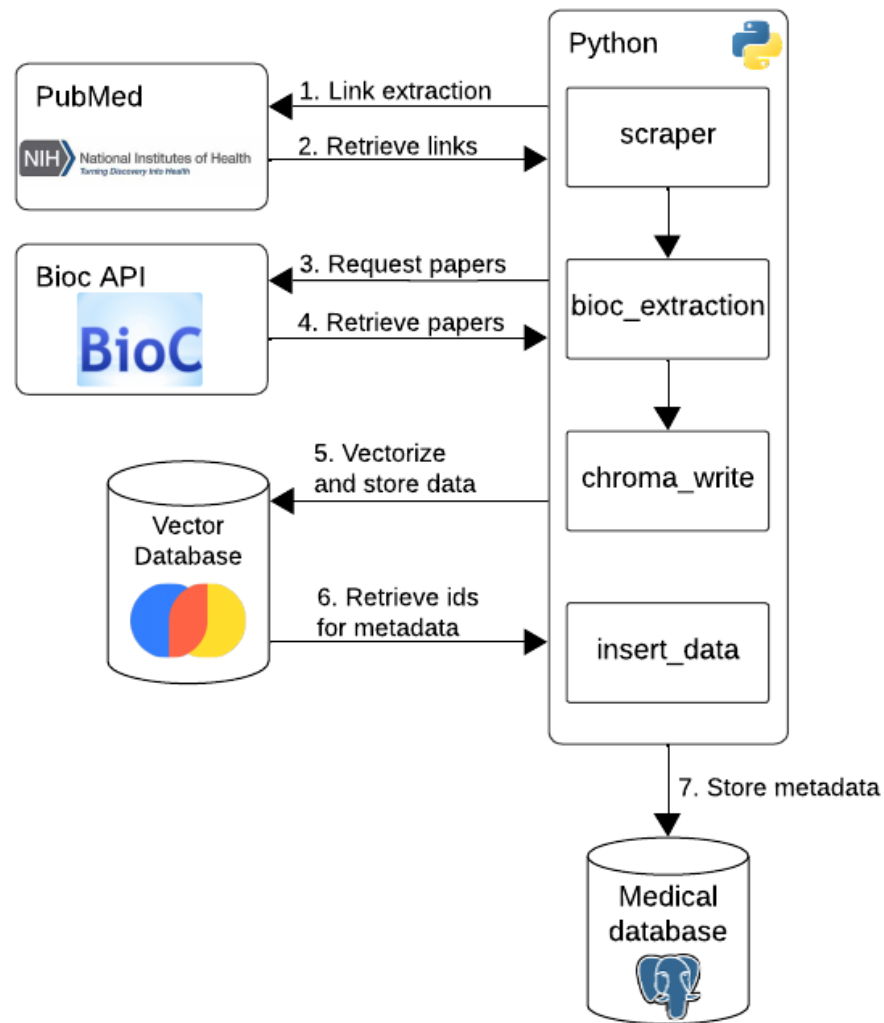 Python
PubMed
1. Link extraction
scraper
NIH National Institutes of Health
Turning Discovery Into Health
2. Retrieve links
Bioc API
3. Request papers
bioc_extraction
BioC
4. Retrieve papers
5. Vectorize
and store data
chroma_write
Vector
Database
6. Retrieve ids
for metadata
insert_data
7. Store metadata
Medical
database